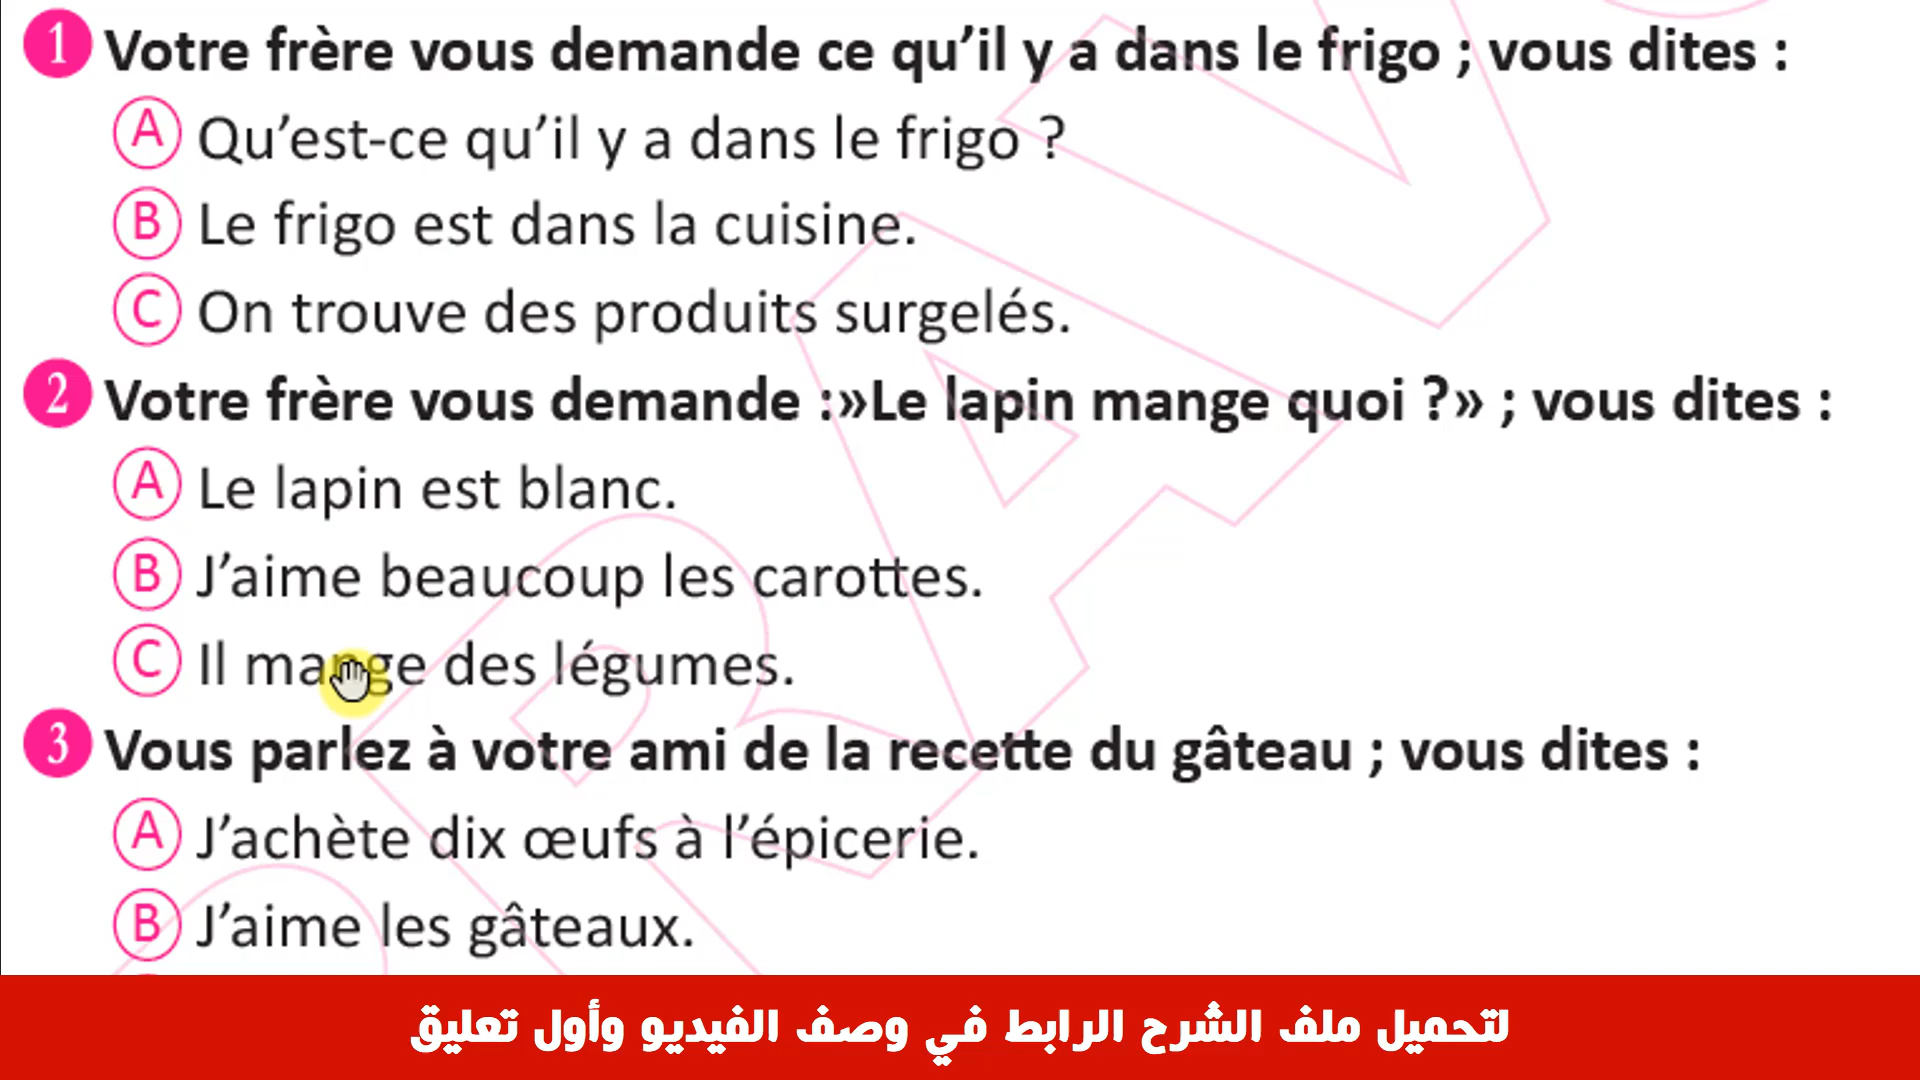 1 Votre frère vous demande ce qu’il y a dans le frigo ; vous dites :
A Qu’est-ce qu’il y a dans le frigo ?
B Le frigo est dans la cuisine.
C On trouve des produits surgelés.
2 Votre frère vous demande :»Le lapin mange quoi ?» ; vous dites :
A Le lapin est blanc.
B J’aime beaucoup les carottes.
C Il mange des légumes.
3 Vous parlez à votre ami de la recette du gâteau ; vous dites :
A J’achète dix œufs à l’épicerie.
B J’aime les gâteaux.
لتحميل ملف الشرح الرابط في وصف الفيديو وأول تعليق